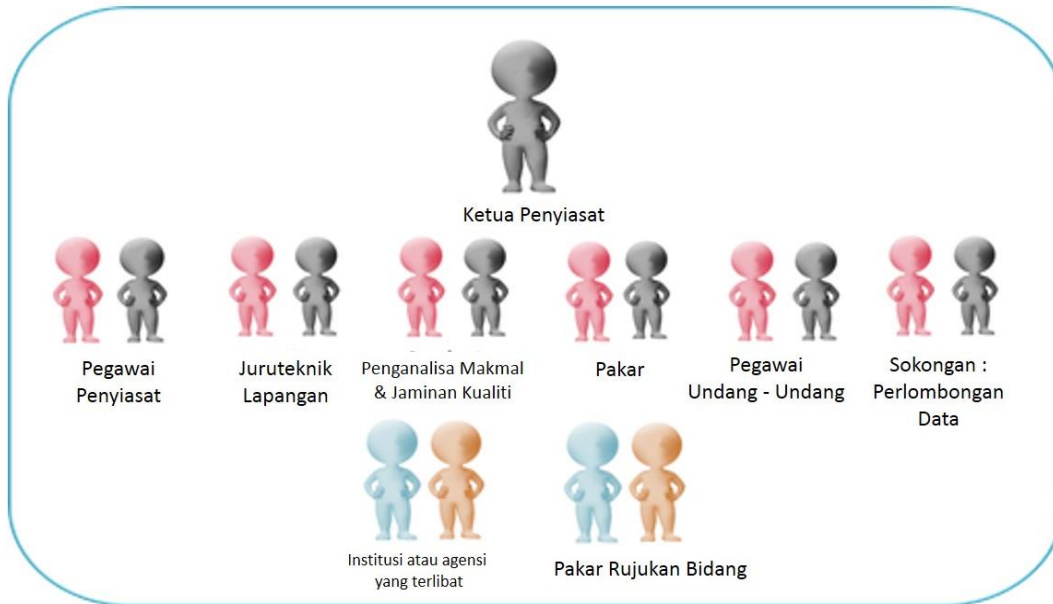 Ketua Penyiasat
Pegawai
Penyiasat
Juruteknik
Lapangan
Penganalisa Makmal
& Jaminan Kualiti
Pakar
Pegawai
Undang - Undang
Sokongan :
Perlombongan
Data
Institusi atau agensi
yang terlibat
Pakar Rujukan Bidang